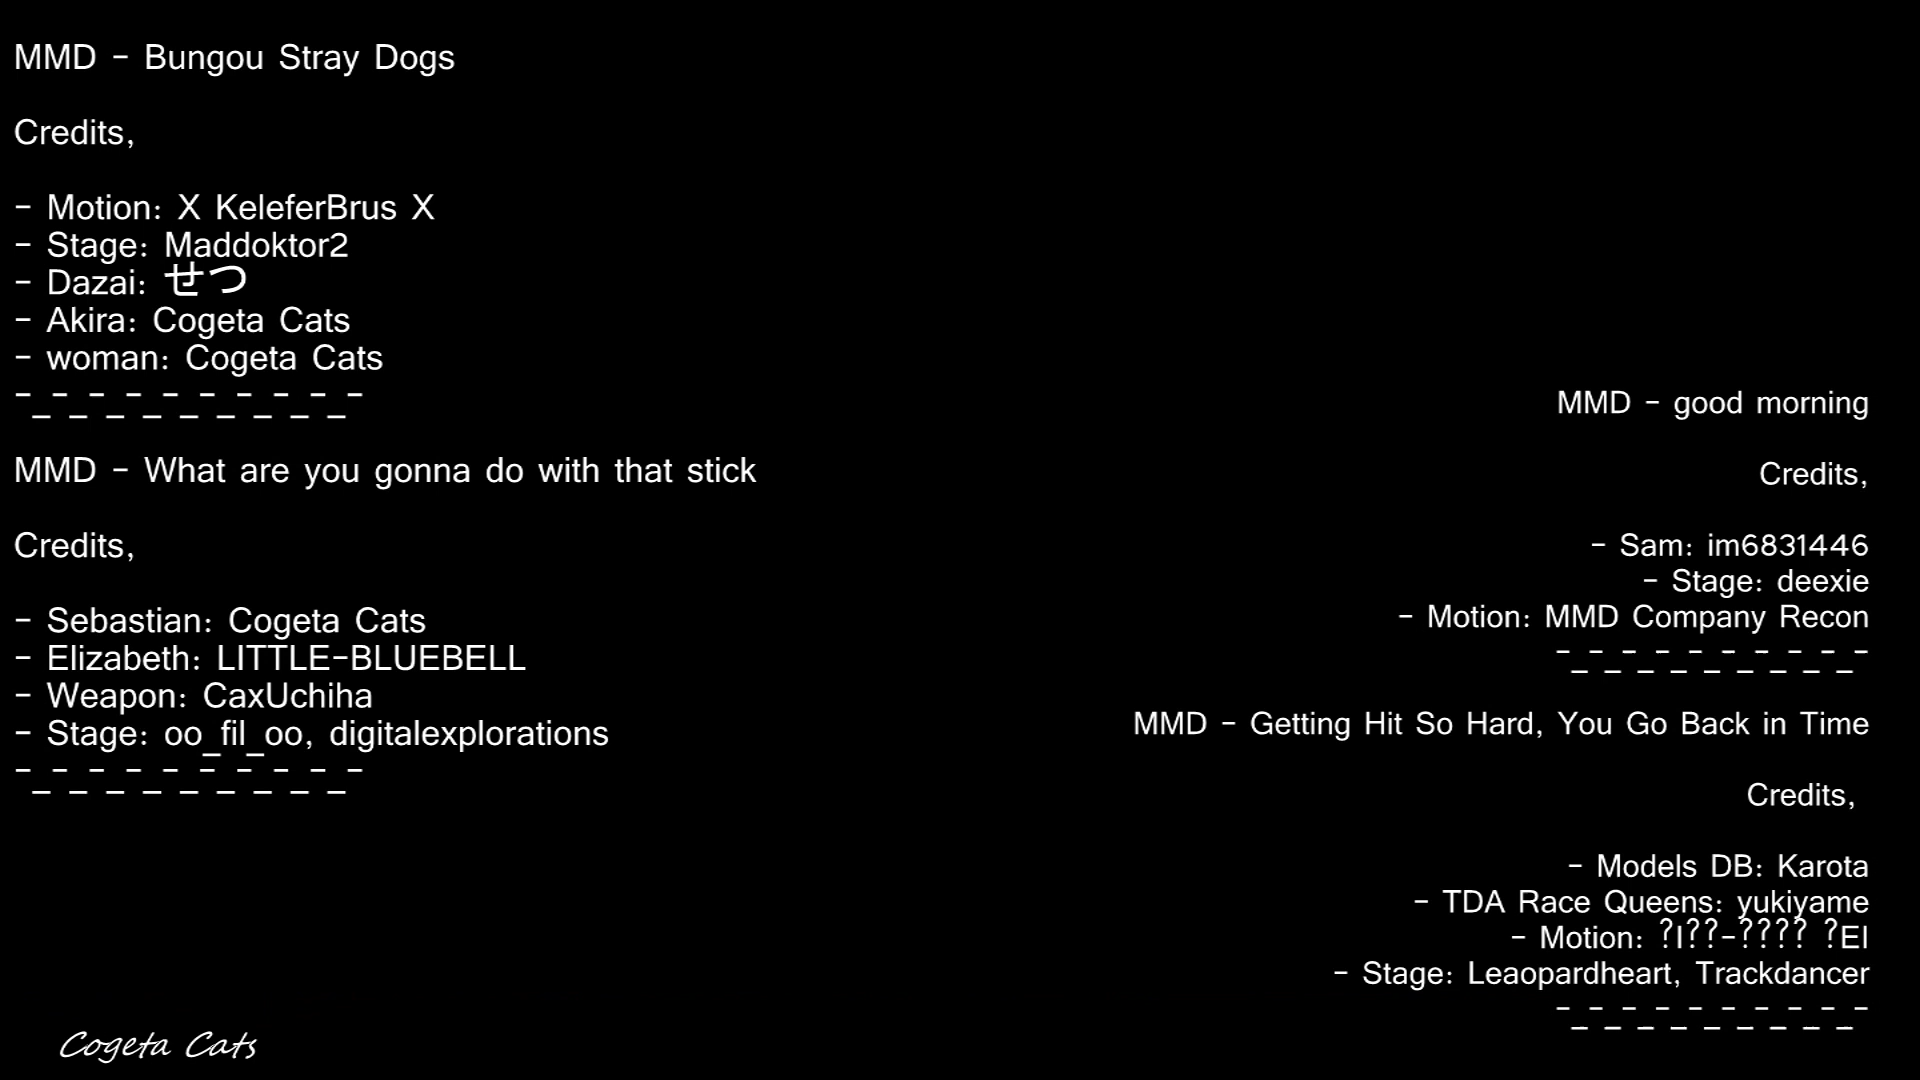 MMD - Bungou Stray Dogs
Credits,
- Motion: X KeleferBrus X
- Stage: Maddoktor2
- Dazai: せつ
- Akira: Cogeta Cats
- woman: Cogeta Cats
- - - - - - - - - -
_ _ _ _ _ _ _ _ _
MMD - What are you gonna do with that stick
Credits,
- Sebastian: Cogeta Cats
- Elizabeth: LITTLE-BLUEBELL
- Weapon: CaxUchiha
- Stage: oo_fil_oo, digitalexplorations
- - - - - - - - - -
_ _ _ _ _ _ _ _ _
MMD - good morning
Credits,
- Sam: im6831446
- Stage: deexie
- Motion: MMD Company Recon
- - - - - - - - - -
_ _ _ _ _ _ _ _ _
MMD - Getting Hit So Hard, You Go Back in Time
Credits,
- Models DB: Karota
- TDA Race Queens: yukiyame
- Motion: ?I??-???? ?EI
- Stage: Leaopardheart, Trackdancer
- - - - - - - - - -
_ _ _ _ _ _ _ _ _
Cogeta Cats